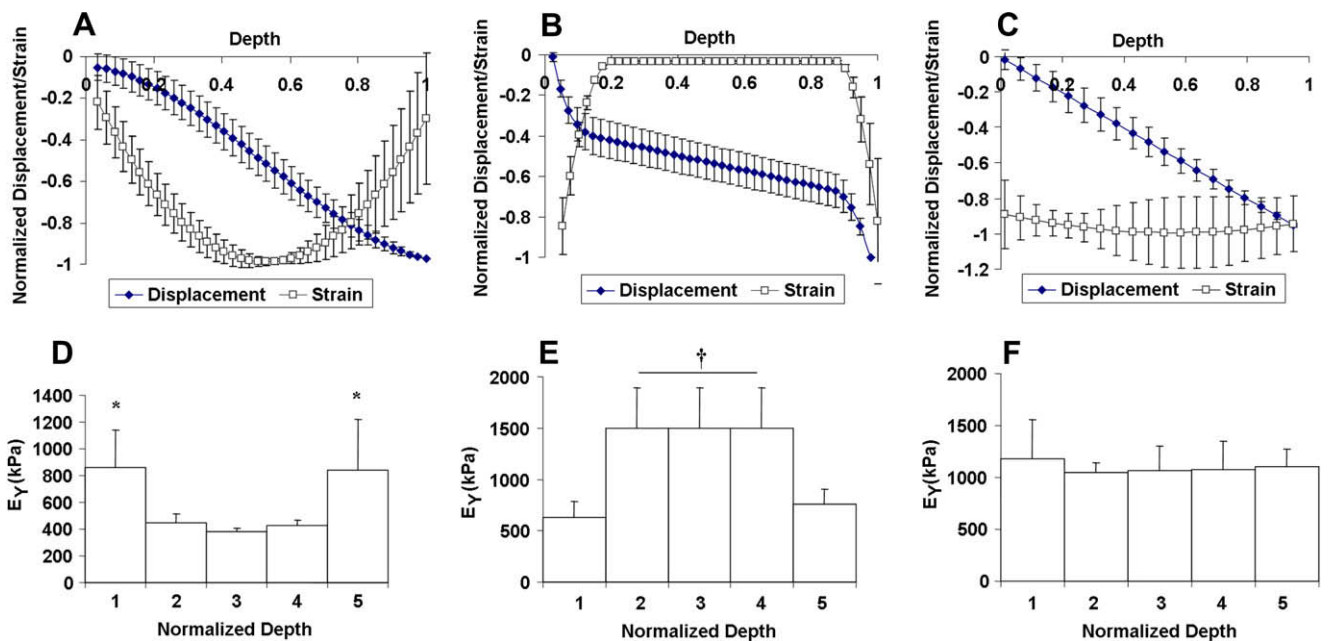 A
Depth
0 0.2 0.4 0.6 0.8 1
0
-0.2
-0.4
-0.6
-0.8
-1
Normalized Displacement/Strain
Displacement Strain
B
Depth
0 0.2 0.4 0.6 0.8 1
0
-0.2
-0.4
-0.6
-0.8
-1
Normalized Displacement/Strain
Displacement Strain
C
Depth
0 0.2 0.4 0.6 0.8 1
0
-0.2
-0.4
-0.6
-0.8
-1
-1.2
Normalized Displacement/Strain
Displacement Strain
D
1400
1200
1000
800
600
400
200
0
EY(kPa)
* *
1 2 3 4 5
Normalized Depth
E
†
2000
1500
1000
500
0
EY(kPa)
1 2 3 4 5
Normalized Depth
F
2000
1500
1000
500
0
EY(kPa)
1 2 3 4 5
Normalized Depth